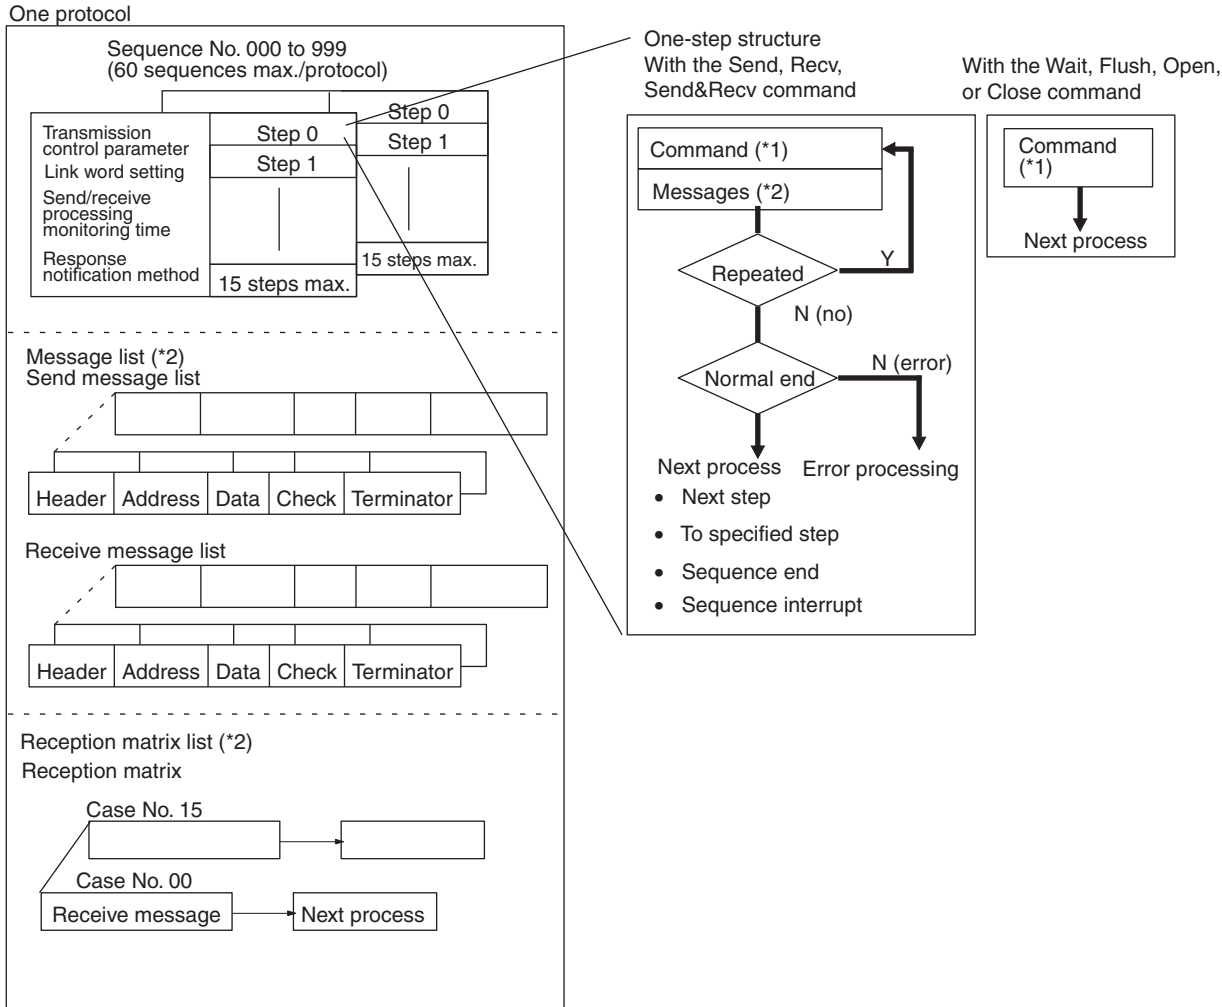 One protocol
Sequence No. 000 to 999
(60 sequences max./protocol)
Step 0
Step 1
15 steps max.
Transmission
control parameter
Link word setting
Send/receive
processing
monitoring time
Response
notification method
Step 0
Step 1
15 steps max.
Message list (*2)
Send message list
Header Address Data Check Terminator
Receive message list
Header Address Data Check Terminator
Reception matrix list (*2)
Reception matrix
Case No. 15
Case No. 00
Receive message
Next process
One-step structure
With the Send, Recv,
Send&Recv command
Command (*1)
Messages (*2)
Repeated
Y
N (no)
Normal end
N (error)
Next process
Error processing
• Next step
• To specified step
• Sequence end
• Sequence interrupt
With the Wait, Flush, Open,
or Close command
Command
(*1)
Next process